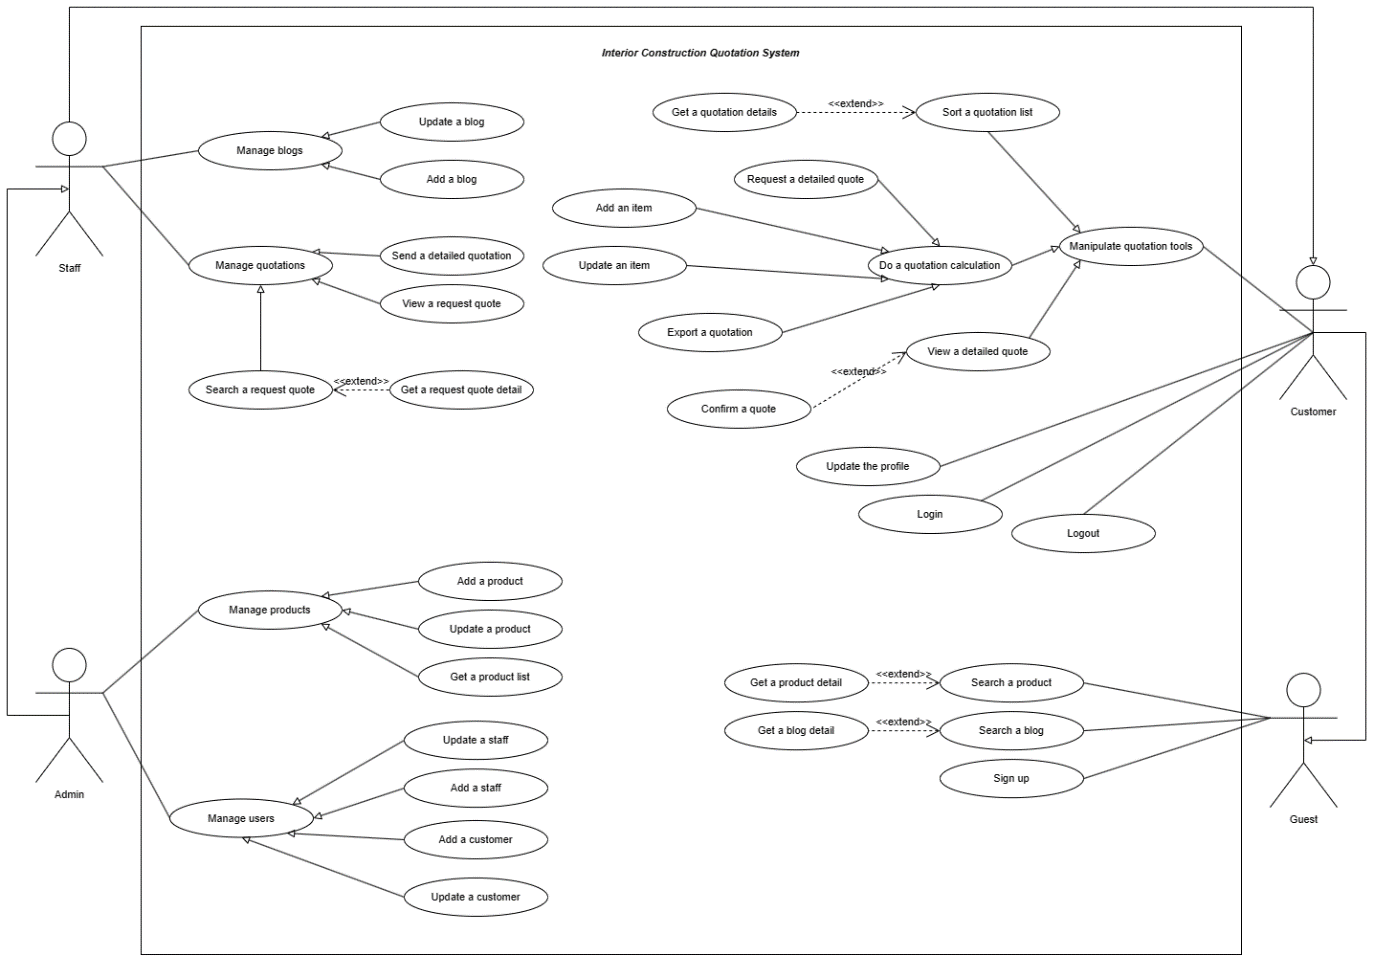 Interior Construction Quotation System
Get a quotation details
<<extend>>
Sort a quotation list
Update a blog
Manage blogs
Add a blog
Request a detailed quote
Add an item
Staff
Manage quotations
Send a detailed quotation
View a request quote
Update an item
Do a quotation calculation
Manipulate quotation tools
Export a quotation
View a detailed quote
<<extend>>
Confirm a quote
Search a request quote
<<extend>>
Get a request quote detail
Customer
Update the profile
Login
Logout
Add a product
Manage products
Update a product
Get a product list
Admin
Get a product detail
<<extend>>
Search a product
Get a blog detail
<<extend>>
Search a blog
Sign up
Guest
Update a staff
Add a staff
Manage users
Add a customer
Update a customer